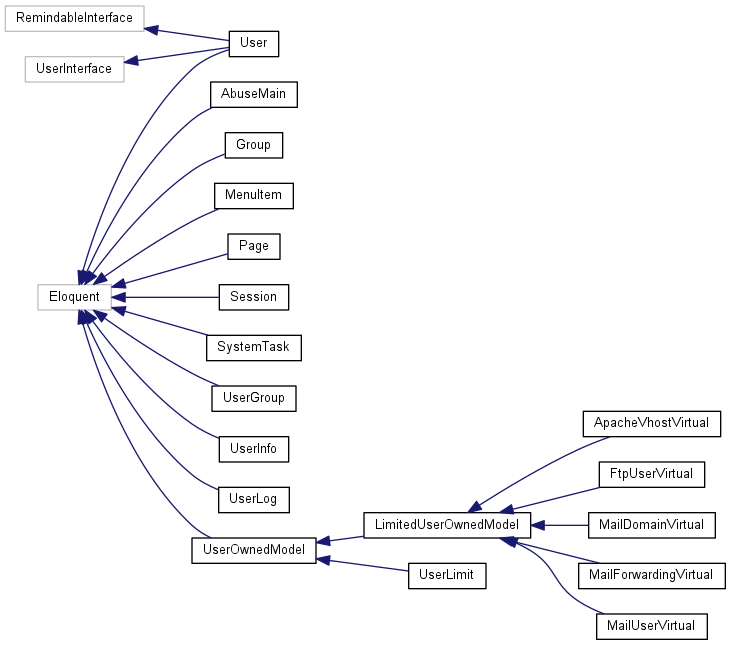 RemindableInterface
User
UserInterface
AbuseMain
Group
MenuItem
Page
Eloquent
Session
SystemTask
UserGroup
ApacheVhostVirtual
UserInfo
FtpUserVirtual
UserLog
LimitedUserOwnedModel
MailDomainVirtual
UserOwnedModel
UserLimit
MailForwardingVirtual
MailUserVirtual